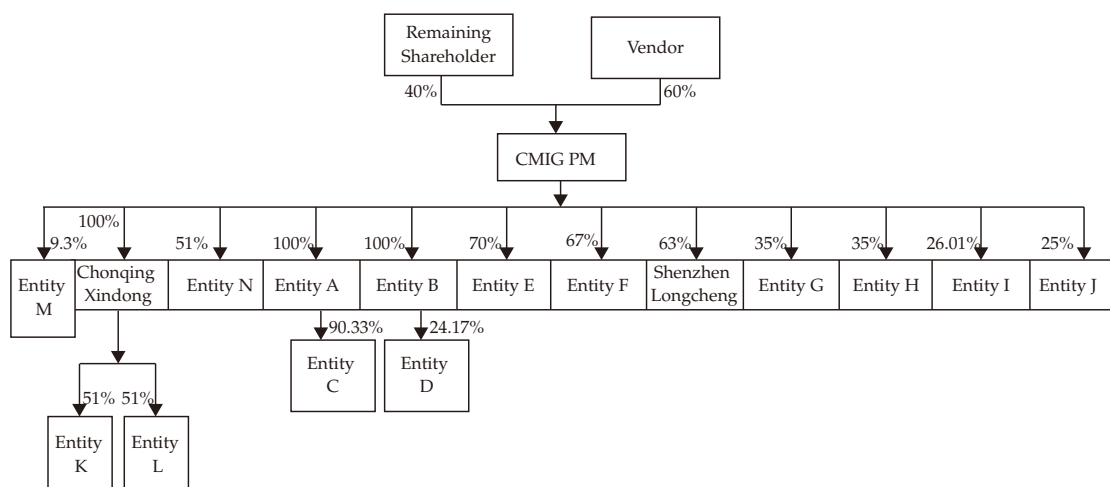 Remaining
Shareholder
Vendor
40%
60%
CMIG PM
100%
9.3%
51%
100%
100%
70%
67%
63%
35%
35%
26.01%
25%
Entity
M
Chonqing
Xindong
Entity N
Entity A
Entity B
Entity E
Entity F
Shenzhen
Longcheng
Entity G
Entity H
Entity I
Entity J
90.33%
24.17%
Entity
C
Entity
D
51%
51%
Entity
K
Entity
L